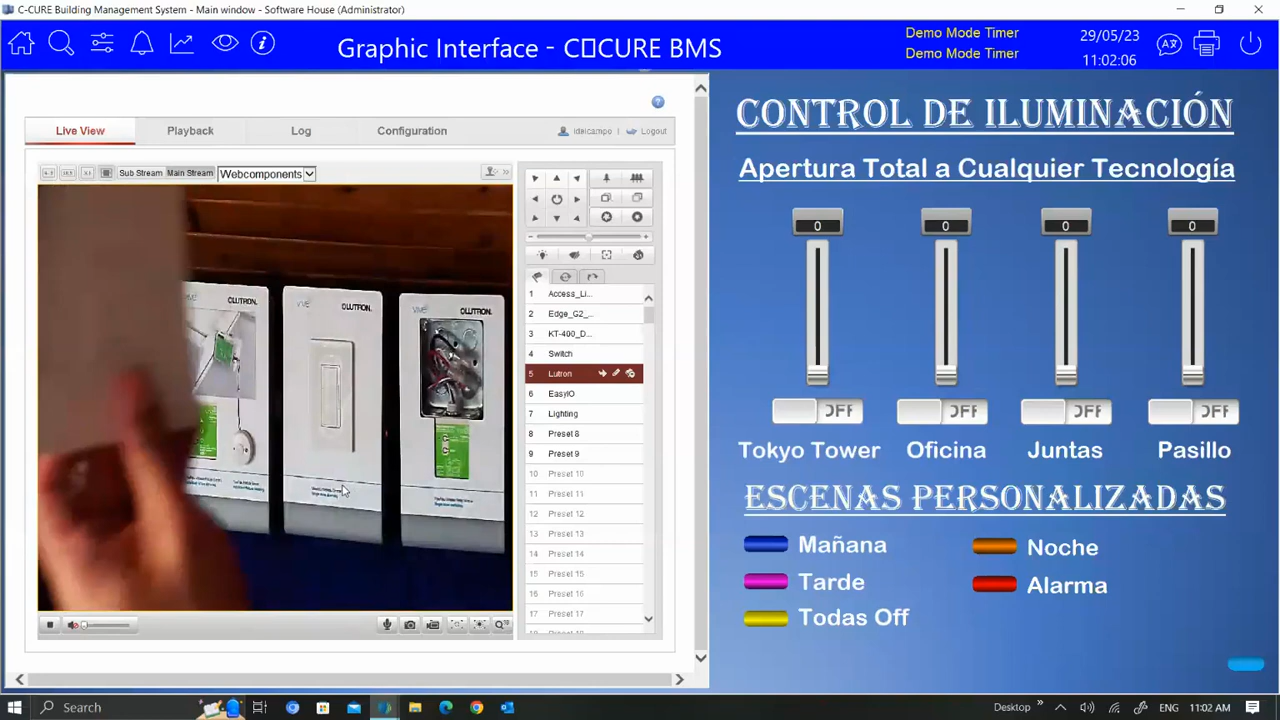 C-CURE Building Management System - Main window - Software House (Administrator)
Graphic Interface - C▯CURE BMS
Demo Mode Timer
Demo Mode Timer
29/05/23
11:02:06
Live View
Playback
Log
Configuration
idelcampo | Logout
Sub Stream Main Stream Webcomponents
VIVE LUTRON.
LUTRON.
LUTRON.
1 Access_Li...
2 Edge_G2_...
3 KT-400_D...
4 Switch
5 Lutron
6 EasyIO
7 Lighting
8 Preset 8
9 Preset 9
10 Preset 10
11 Preset 11
12 Preset 12
13 Preset 13
14 Preset 14
15 Preset 15
16 Preset 16
17 Preset 17
CONTROL DE ILUMINACIÓN
Apertura Total a Cualquier Tecnología
0 0 0 0
OFF OFF OFF OFF
Tokyo Tower Oficina Juntas Pasillo
ESCENAS PERSONALIZADAS
Mañana Noche
Tarde Alarma
Todas Off
Search
Desktop
ENG
11:02 AM